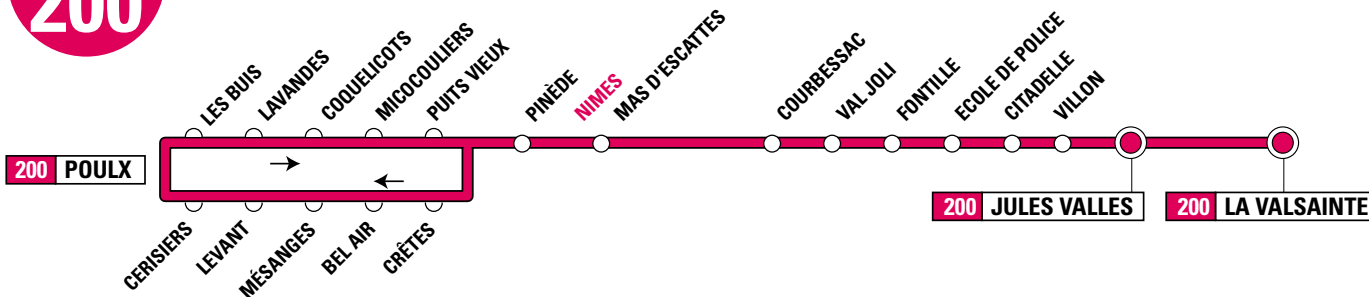 200
LES BUIS
LAVANDES
COQUELICOTS
MICOCOULIERS
PUITS VIEUX
PINÈDE
NIMES
MAS D'ESCATTES
COURBESSAC
VAL JOLI
FONTILLE
ECOLE DE POLICE
CITADELLE
VILLON
200 POULX
200 JULES VALLES
200 LA VALSAINTE
CERISIERS
LEVANT
MÉSANGES
BEL AIR
CRÊTES